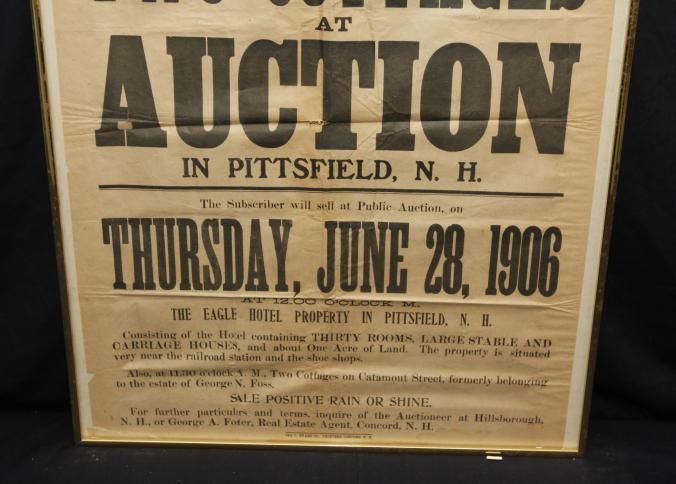 TWO COTTAGES
AT
AUCTION
IN PITTSFIELD, N. H.
The Subscriber will sell at Public Auction, on
THURSDAY, JUNE 28, 1906
AT 12.00 O'CLOCK M.
THE EAGLE HOTEL PROPERTY IN PITTSFIELD, N. H.
Consisting of the Hotel containing THIRTY ROOMS, LARGE STABLE AND
CARRIAGE HOUSES, and about One Acre of Land. The property is situated
very near the railroad station and the shoe shops.
Also, at 11.30 o'clock A. M., Two Cottages on Catamout Street, formerly belonging
to the estate of George N. Foss.
SALE POSITIVE RAIN OR SHINE.
For further particulrs and terms, inquire of the Auctioneer at Hillsborough,
N. H., or George A. Foter, Real Estate Agent, Concord, N. H.